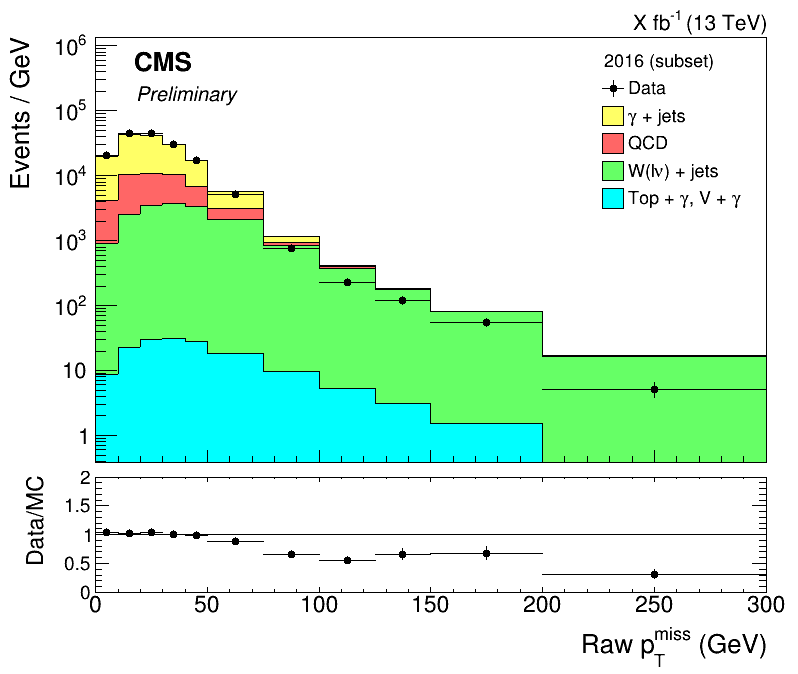 X fb⁻¹ (13 TeV)
CMS
Preliminary
2016 (subset)
Data
γ + jets
QCD
W(lν) + jets
Top + γ, V + γ
Events / GeV
10⁶
10⁵
10⁴
10³
10²
10
1
Data/MC
2
1.5
1
0.5
0
0 50 100 150 200 250 300
Raw p_T^miss (GeV)